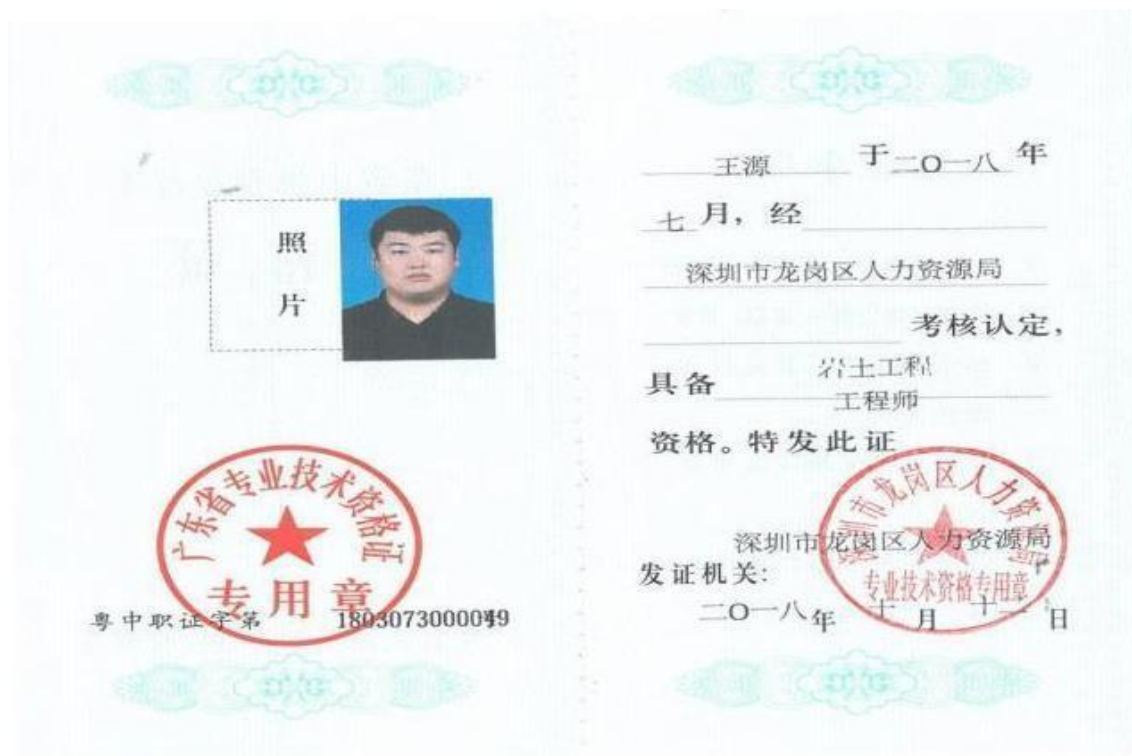 照
片
广东省专业技术资格证
专用章
粤中职证字第 1803073000049
王源 于二〇一八年
七月，经
深圳市龙岗区人力资源局
考核认定，
具备 岩土工程
工程师
资格。特发此证
深圳市龙岗区人力资源局
专业技术资格专用章
深圳市龙岗区人力资源局
发证机关：
二〇一八年 十月 十一日